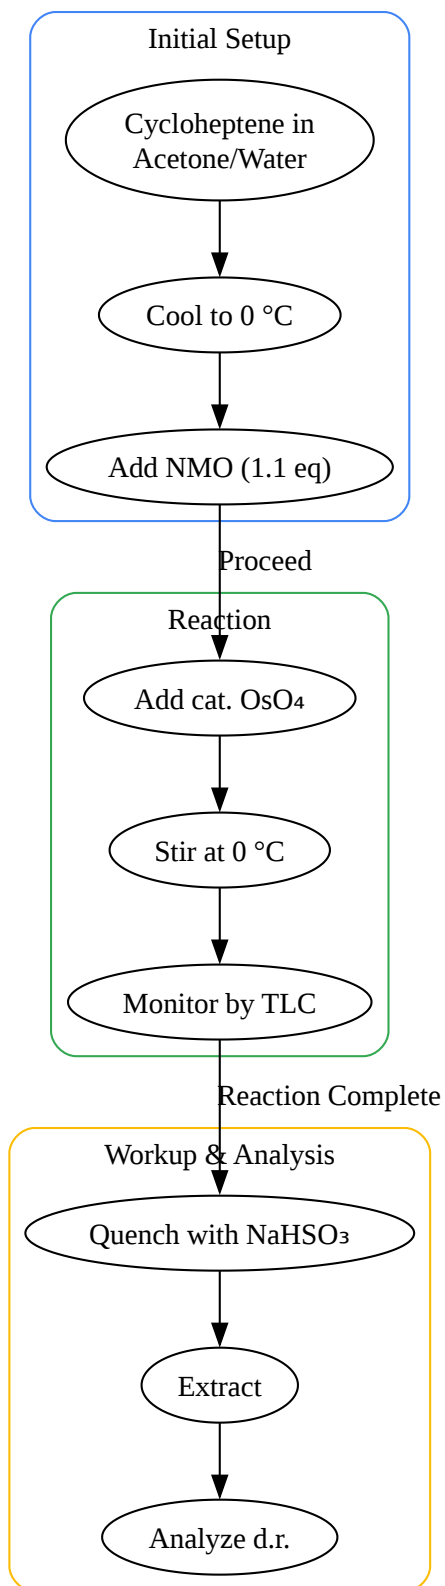 Initial Setup
Cycloheptene in
Acetone/Water
Cool to 0 °C
Add NMO (1.1 eq)
Proceed
Reaction
Add cat. OsO₄
Stir at 0 °C
Monitor by TLC
Reaction Complete
Workup & Analysis
Quench with NaHSO₃
Extract
Analyze d.r.